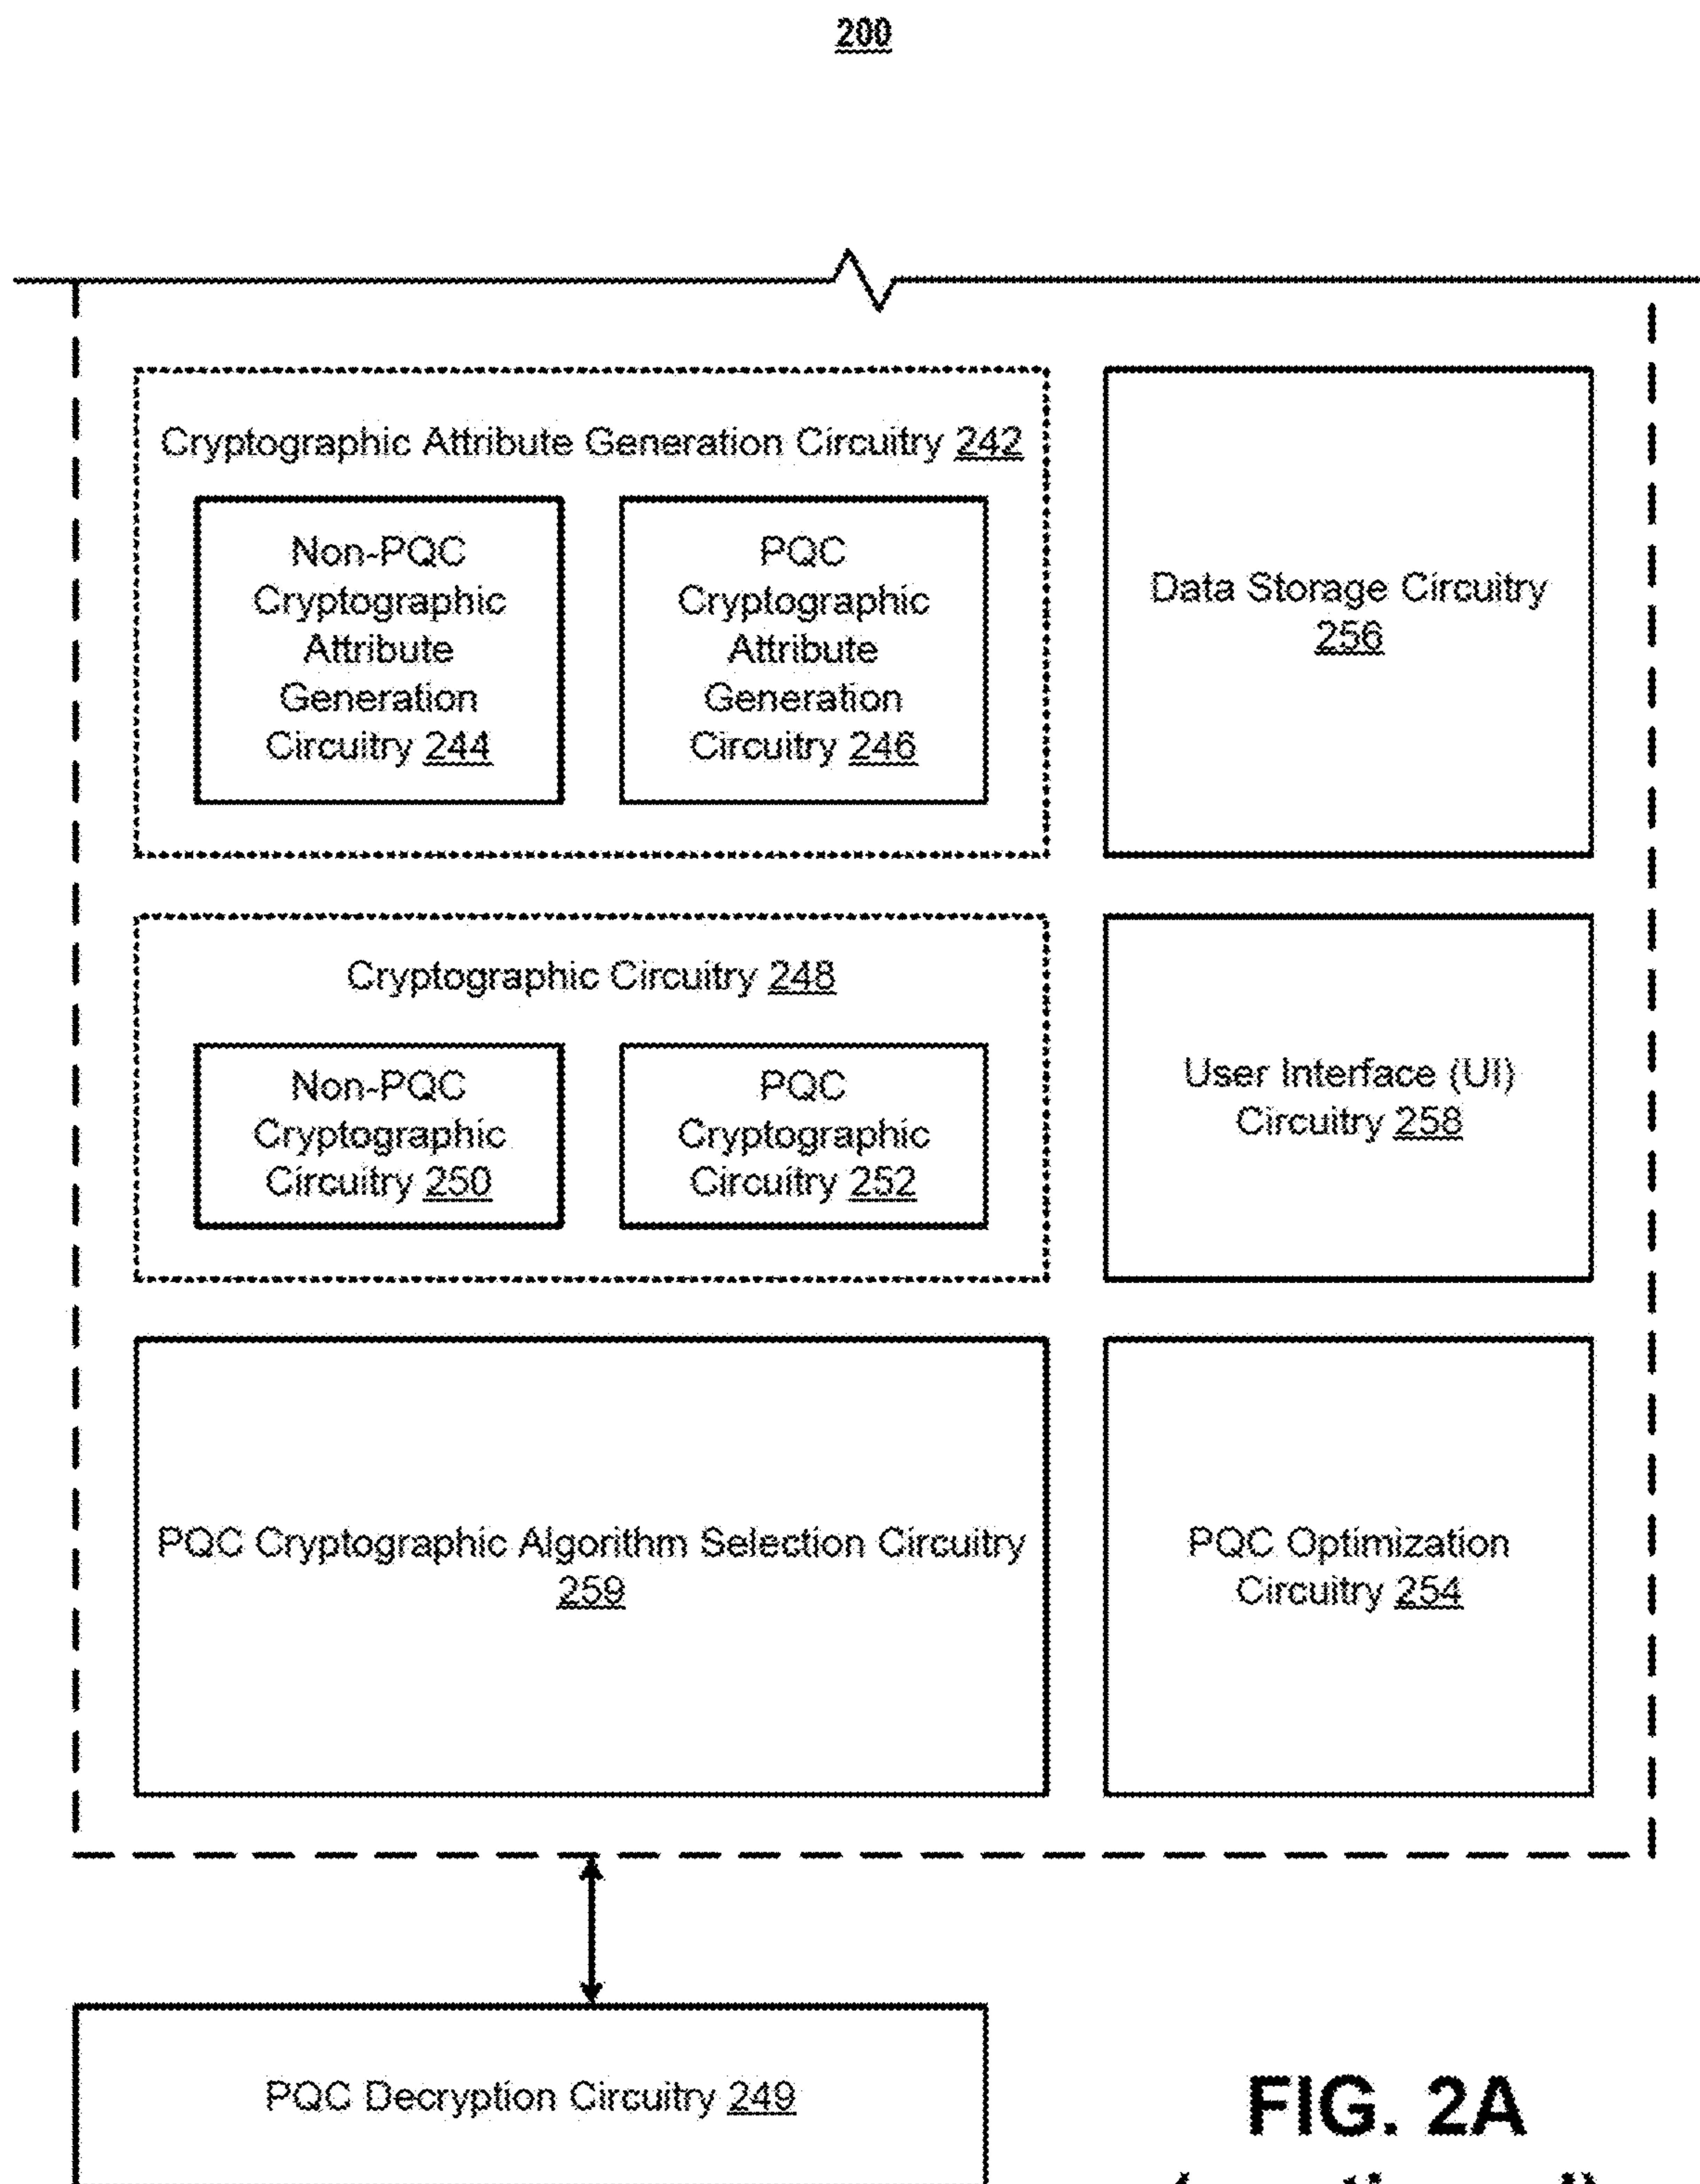 200
Cryptographic Attribute Generation Circuitry 242
Non-PQC
Cryptographic
Attribute
Generation
Circuitry 244
PQC
Cryptographic
Attribute
Generation
Circuitry 246
Data Storage Circuitry
256
Cryptographic Circuitry 248
Non-PQC
Cryptographic
Circuitry 250
PQC
Cryptographic
Circuitry 252
User Interface (UI)
Circuitry 258
PQC Cryptographic Algorithm Selection Circuitry
259
PQC Optimization
Circuitry 254
PQC Decryption Circuitry 249
FIG. 2A